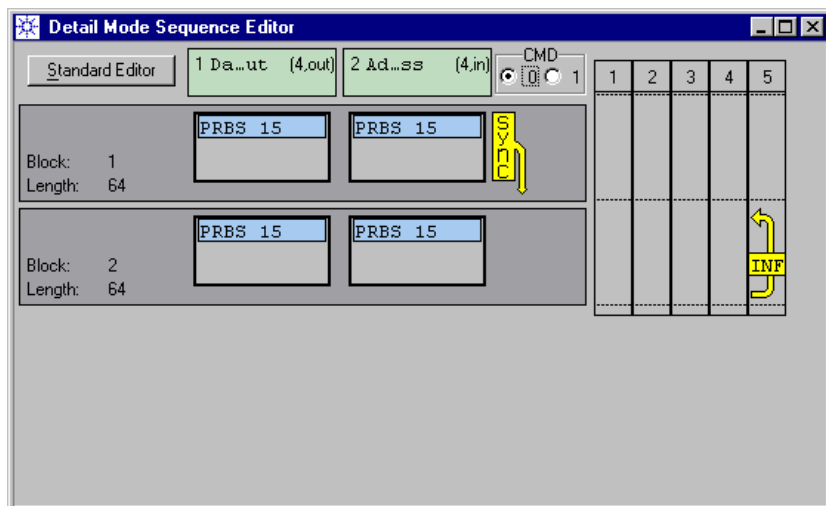 Detail Mode Sequence Editor
Standard Editor
1 Da…ut (4,out)
2 Ad…ss (4,in)
CMD
0 1
1 2 3 4 5
PRBS 15
PRBS 15
Sync
Block: 1
Length: 64
PRBS 15
PRBS 15
INF
Block: 2
Length: 64